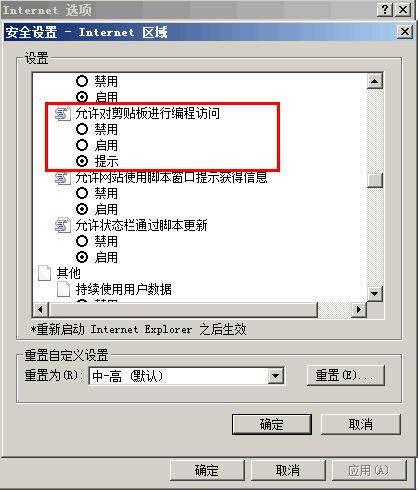 Internet 选项
安全设置 - Internet 区域
设置
禁用
启用
允许对剪贴板进行编程访问
禁用
启用
提示
允许网站使用脚本窗口提示获得信息
禁用
启用
允许状态栏通过脚本更新
禁用
启用
其他
持续使用用户数据
禁用
*重新启动 Internet Explorer 之后生效
重置自定义设置
重置为(R): 中-高 (默认) 重置(E)...
确定 取消
确定 取消 应用(A)